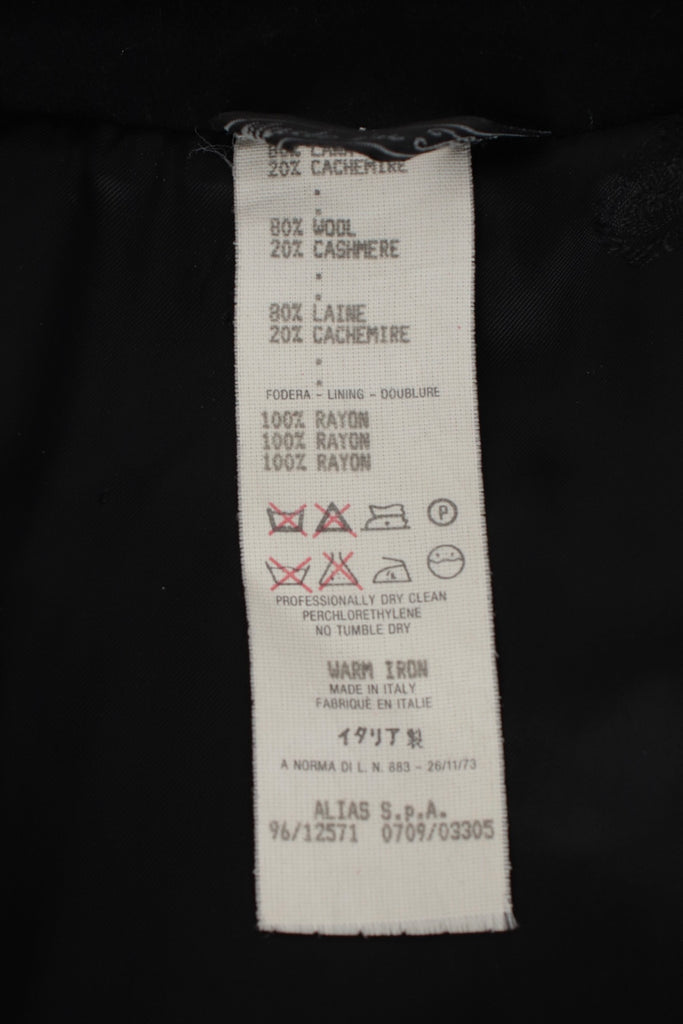 20% CACHEMIRE
80% WOOL
20% CASHMERE
80% LAINE
20% CACHEMIRE
FODERA - LINING - DOUBLURE
100% RAYON
100% RAYON
100% RAYON
P
PROFESSIONALLY DRY CLEAN
PERCHLORETHYLENE
NO TUMBLE DRY
WARM IRON
MADE IN ITALY
FABRIQUÉ EN ITALIE
イタリア製
A NORMA DI L. N. 883 - 26/11/73
ALIAS S.p.A.
96/12571 0709/03305